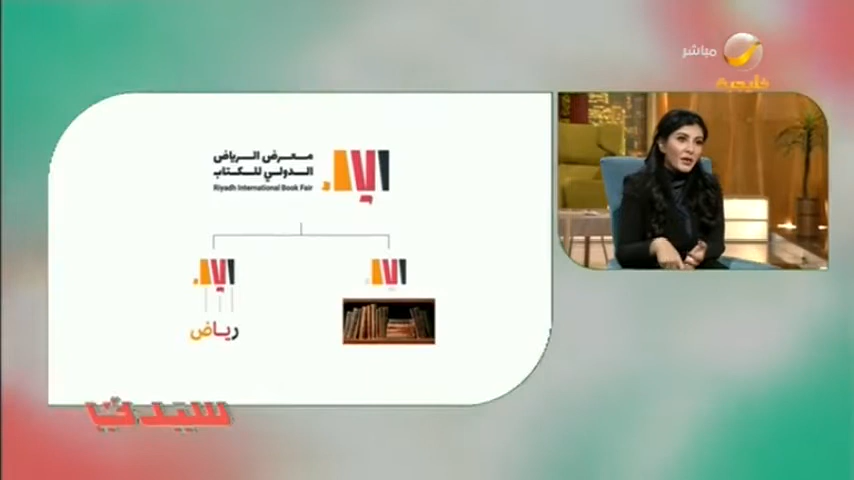 مباشر
خليجية
معرض الرياض
الدولي للكتاب
Riyadh International Book Fair
رياض
سيدتي